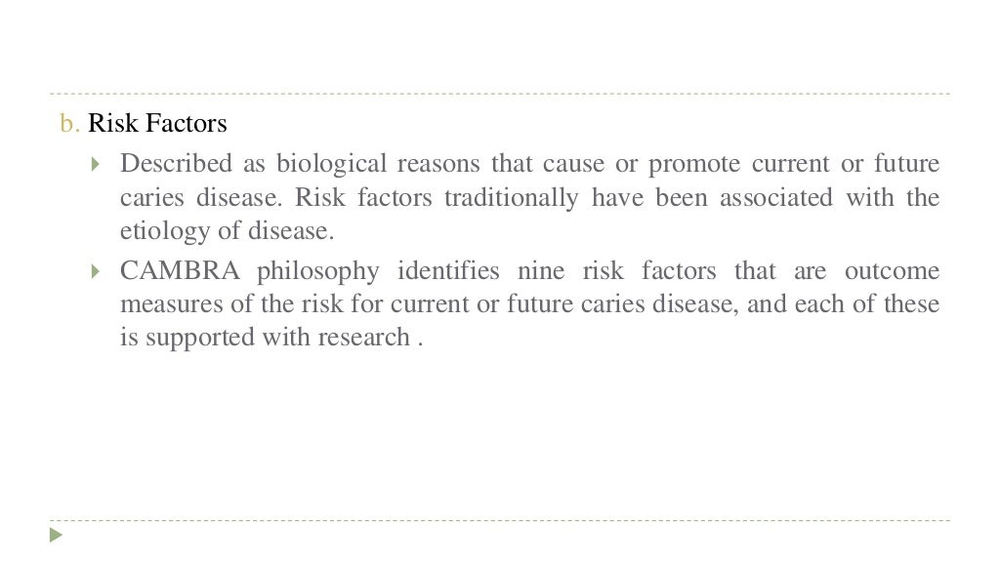 b. Risk Factors
Described as biological reasons that cause or promote current or future
caries disease. Risk factors traditionally have been associated with the
etiology of disease.
CAMBRA philosophy identifies nine risk factors that are outcome
measures of the risk for current or future caries disease, and each of these
is supported with research .